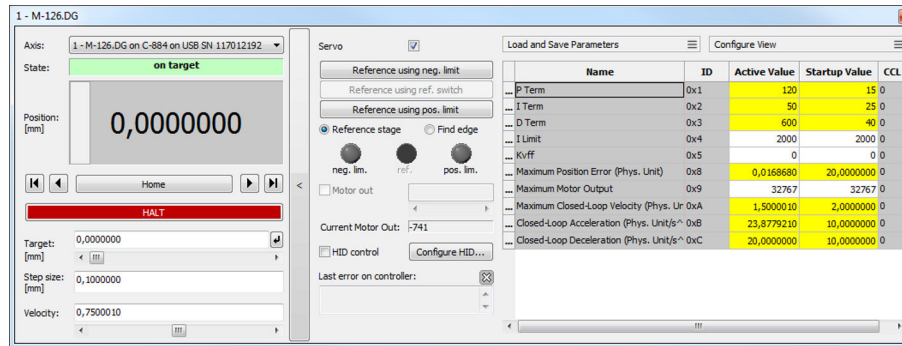 1 - M-126.DG
Axis: 1 - M-126.DG on C-884 on USB SN 117012192
State: on target
Position: [mm] 0,0000000
Home
<
HALT
Target: [mm] 0,0000000
Step size: [mm] 0,1000000
Velocity: 0,7500010
Servo
Reference using neg. limit
Reference using ref. switch
Reference using pos. limit
Reference stage Find edge
neg. lim. ref. pos. lim.
Motor out
Current Motor Out: -741
HID control Configure HID...
Last error on controller:
Load and Save Parameters Configure View
Name ID Active Value Startup Value CCL
... P Term 0x1 120 15 0
... I Term 0x2 50 25 0
... D Term 0x3 600 40 0
... I Limit 0x4 2000 2000 0
... Kvff 0x5 0 0 0
... Maximum Position Error (Phys. Unit) 0x8 0,0168680 20,0000000 0
... Maximum Motor Output 0x9 32767 32767 0
... Maximum Closed-Loop Velocity (Phys. Ur 0xA 1,5000010 2,0000000 0
... Closed-Loop Acceleration (Phys. Unit/s^ 0xB 23,8779210 10,0000000 0
... Closed-Loop Deceleration (Phys. Unit/s^ 0xC 20,0000000 10,0000000 0